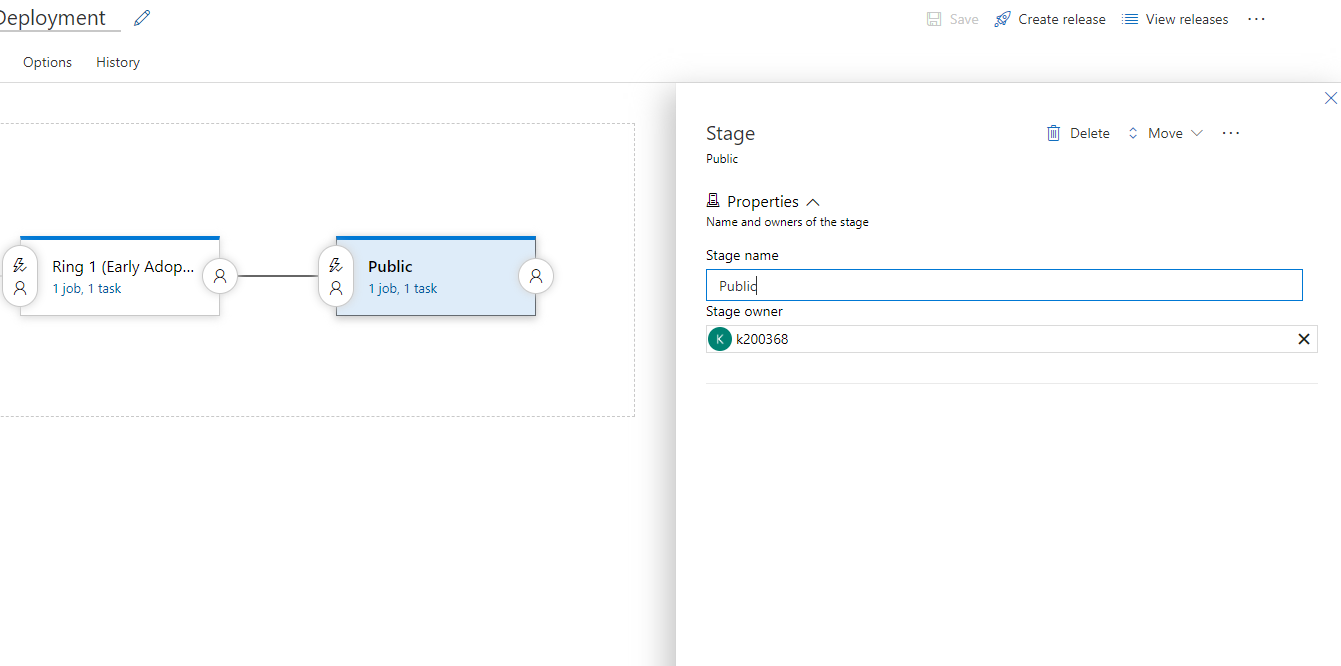 Deployment
Save
Create release
View releases
...
Options
History
Stage
Delete
Move
...
Public
Properties
Name and owners of the stage
Stage name
Public
Stage owner
K
k200368
Ring 1 (Early Adop...
1 job, 1 task
Public
1 job, 1 task